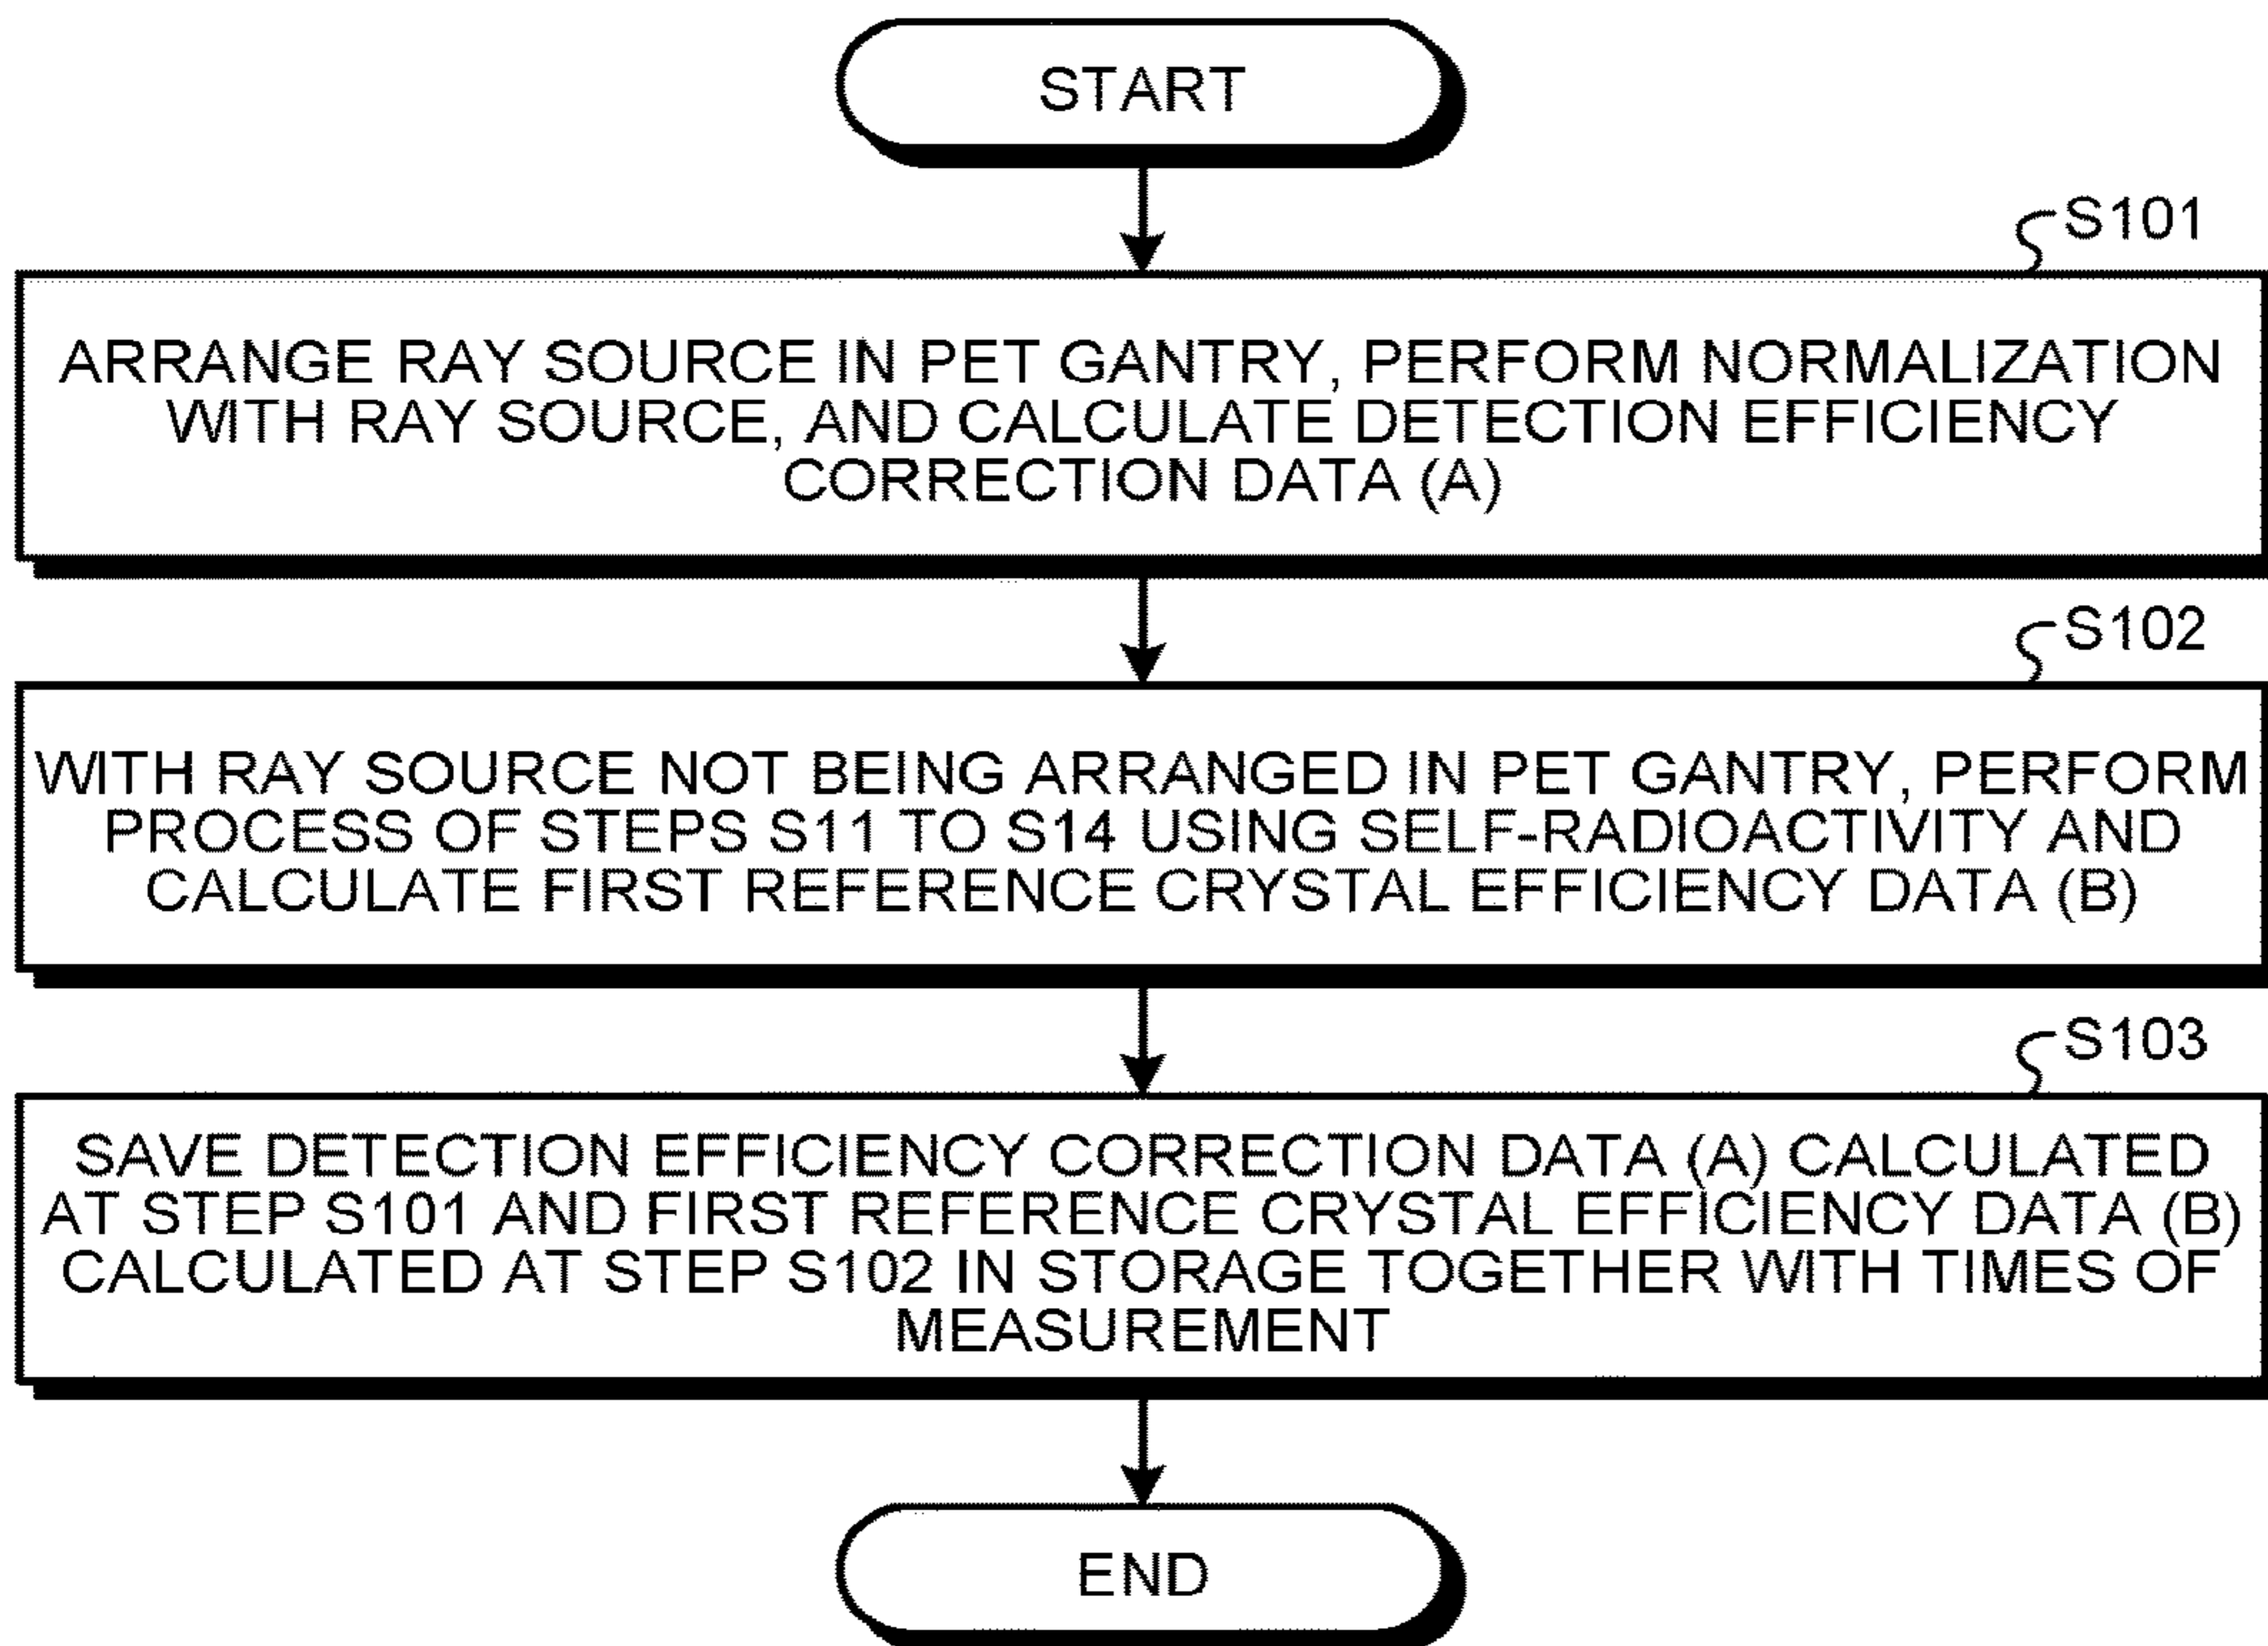 START
S101
ARRANGE RAY SOURCE IN PET GANTRY, PERFORM NORMALIZATION
WITH RAY SOURCE, AND CALCULATE DETECTION EFFICIENCY
CORRECTION DATA (A)
S102
WITH RAY SOURCE NOT BEING ARRANGED IN PET GANTRY, PERFORM
PROCESS OF STEPS S11 TO S14 USING SELF-RADIOACTIVITY AND
CALCULATE FIRST REFERENCE CRYSTAL EFFICIENCY DATA (B)
S103
SAVE DETECTION EFFICIENCY CORRECTION DATA (A) CALCULATED
AT STEP S101 AND FIRST REFERENCE CRYSTAL EFFICIENCY DATA (B)
CALCULATED AT STEP S102 IN STORAGE TOGETHER WITH TIMES OF
MEASUREMENT
END